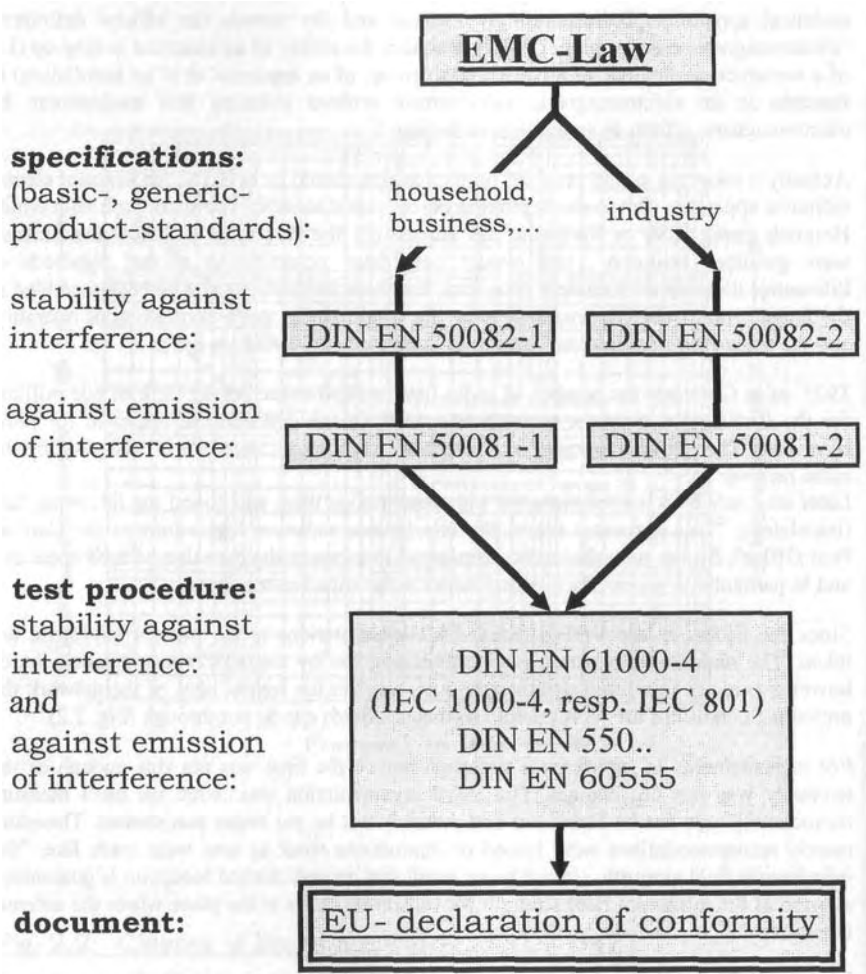 EMC-Law
specifications:
(basic-, generic-
product-standards):
household,
business,...
industry
stability against
interference:
DIN EN 50082-1
DIN EN 50082-2
against emission
of interference:
DIN EN 50081-1
DIN EN 50081-2
test procedure:
stability against
interference:
and
against emission
of interference:
DIN EN 61000-4
(IEC 1000-4, resp. IEC 801)
DIN EN 550..
DIN EN 60555
document:
EU- declaration of conformity